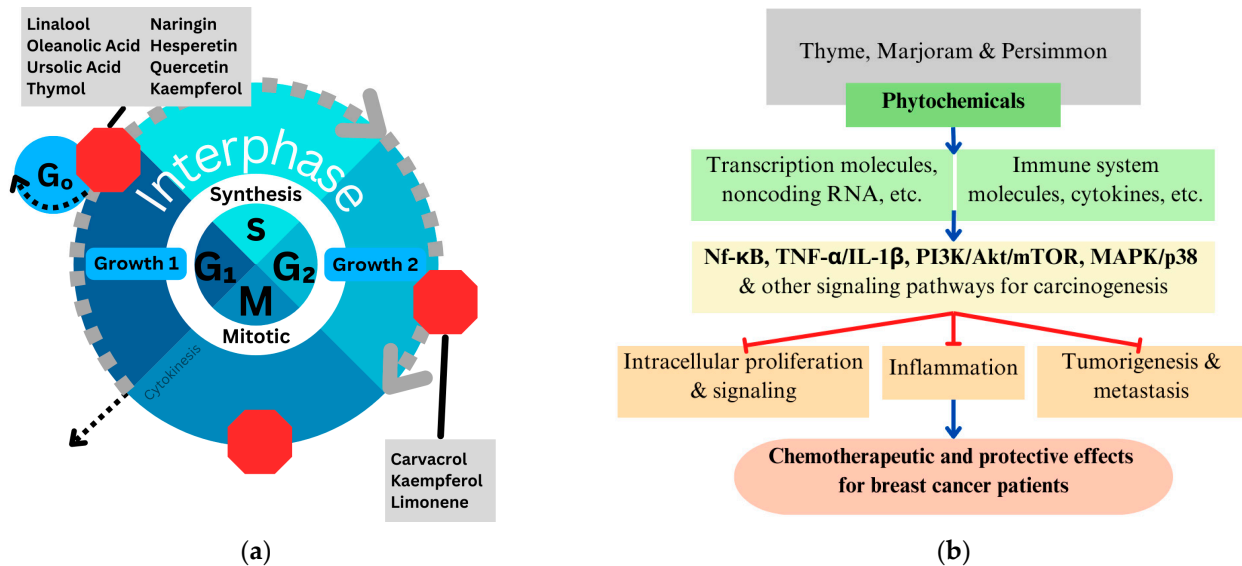 Linalool Naringin
Oleanolic Acid Hesperetin
Ursolic Acid Quercetin
Thymol Kaempferol
G₀
Interphase
Synthesis
S
Growth 1
G₁
G₂
Growth 2
M
Mitotic
Cytokinesis
Carvacrol
Kaempferol
Limonene
(a)
Thyme, Marjoram & Persimmon
Phytochemicals
Transcription molecules,
noncoding RNA, etc.
Immune system
molecules, cytokines, etc.
Nf-κB, TNF-α/IL-1β, PI3K/Akt/mTOR, MAPK/p38
& other signaling pathways for carcinogenesis
Intracellular proliferation
& signaling
Inflammation
Tumorigenesis &
metastasis
Chemotherapeutic and protective effects
for breast cancer patients
(b)